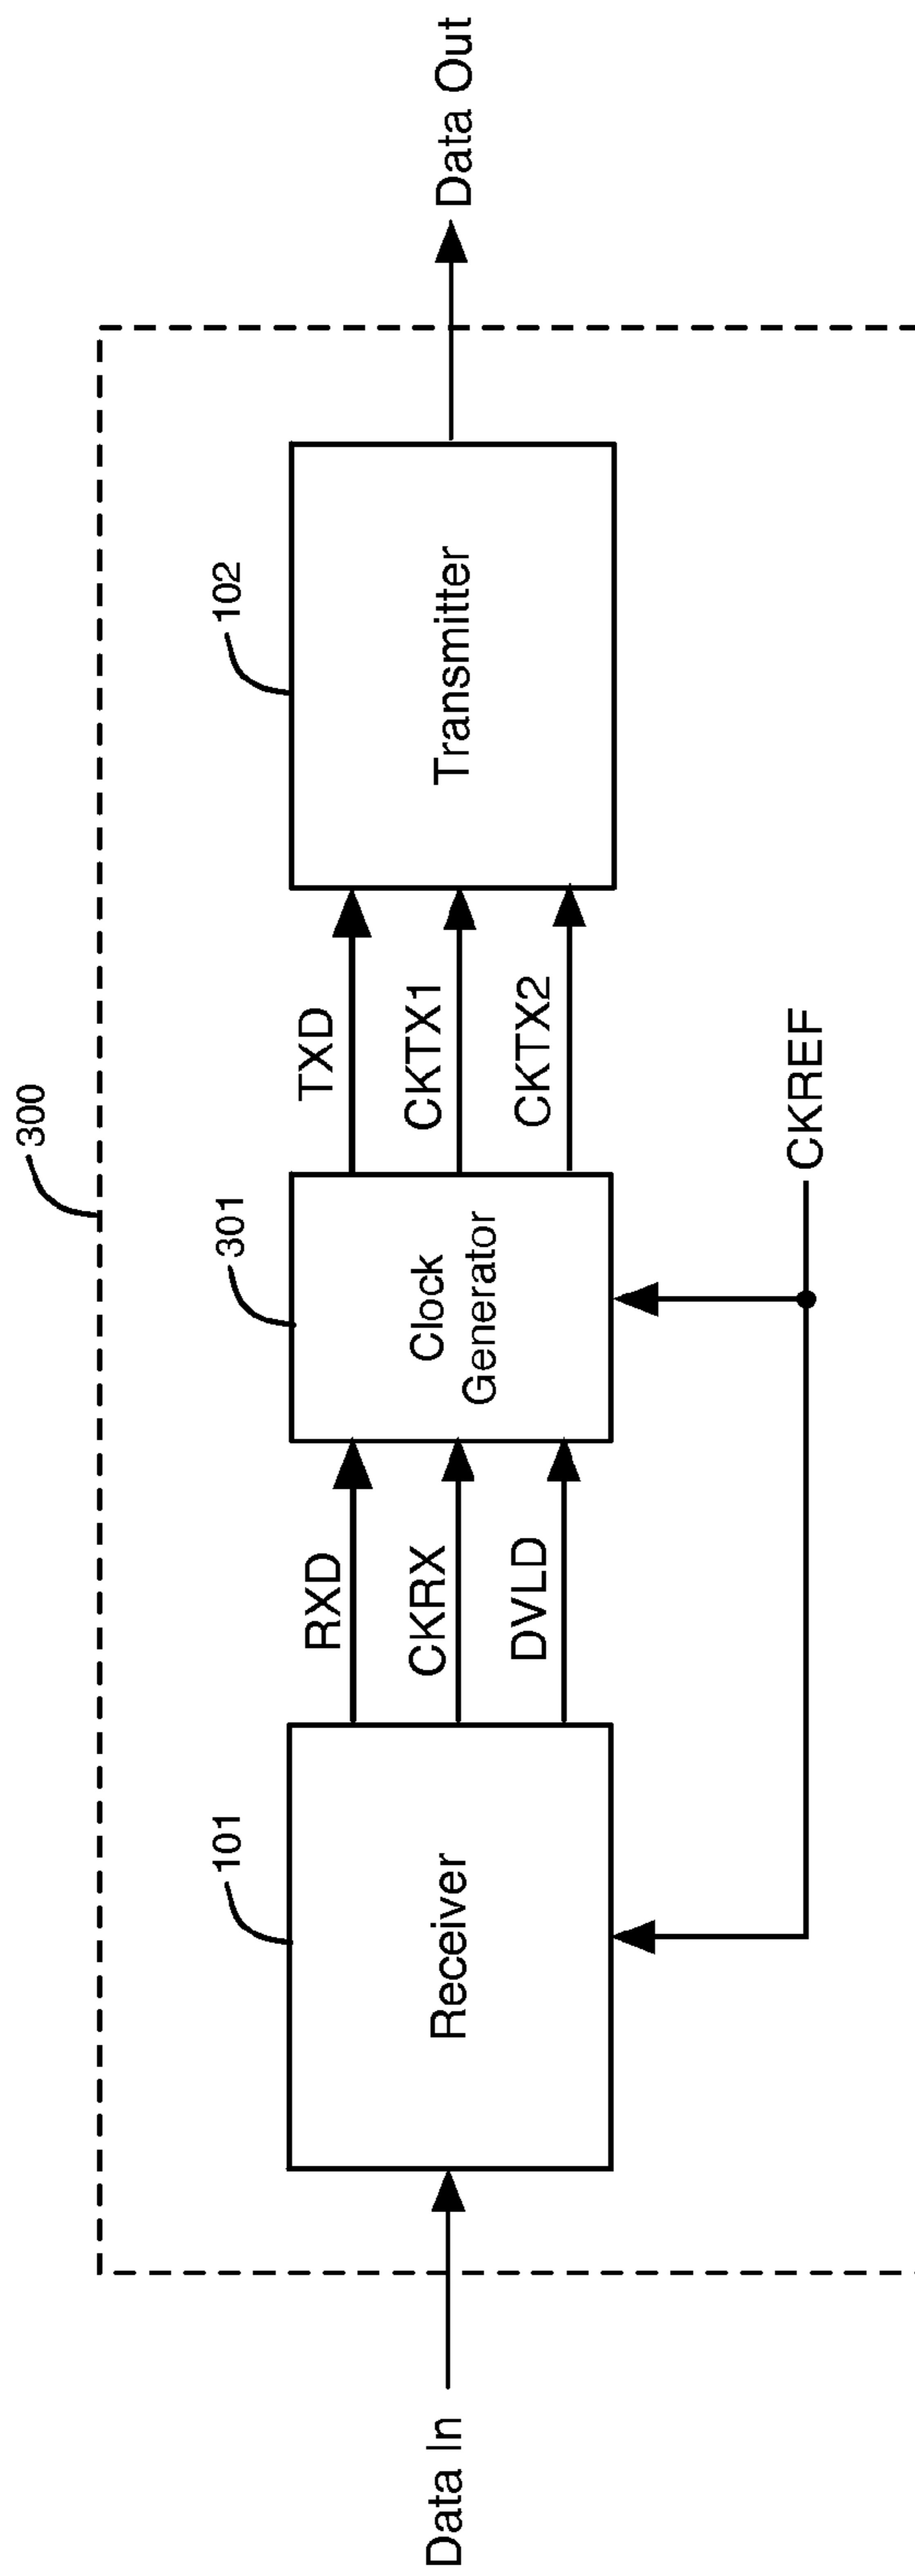 300
101
301
102
Data In
Receiver
RXD
CKRX
DVLD
Clock
Generator
TXD
CKTX1
CKTX2
Transmitter
Data Out
CKREF